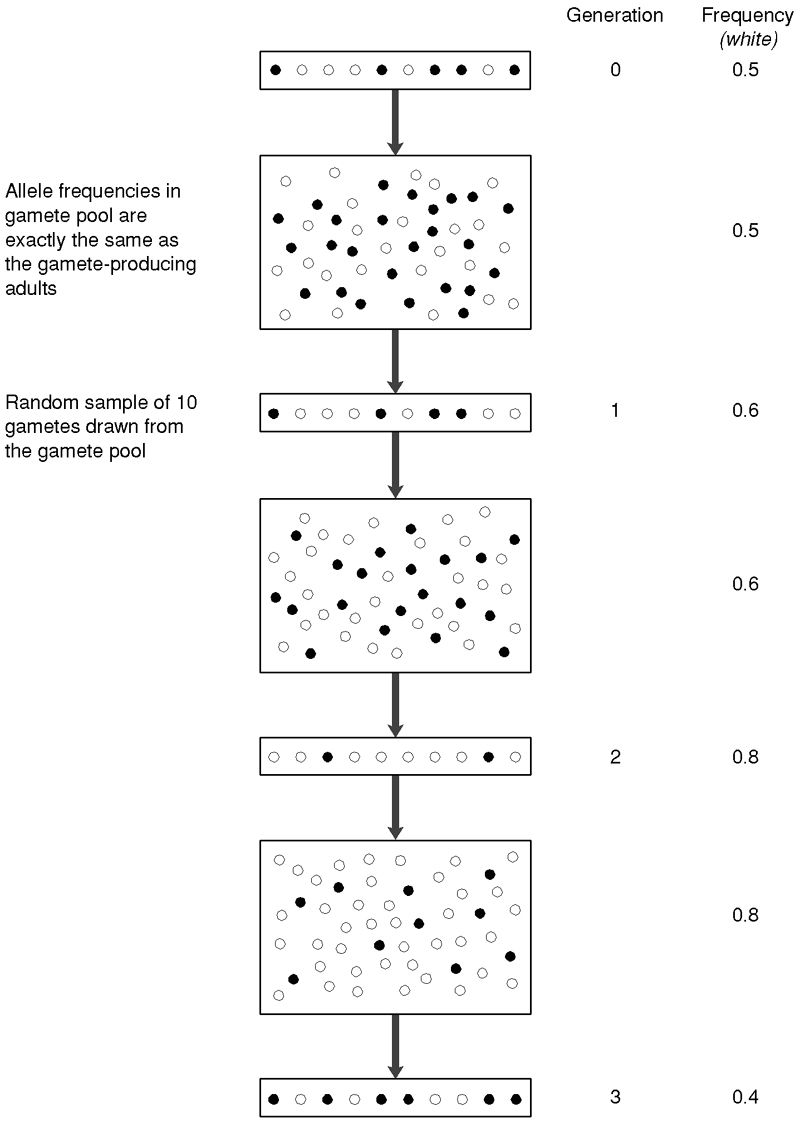 Generation Frequency
(white)
0 0.5
Allele frequencies in
gamete pool are
exactly the same as
the gamete-producing
adults
0.5
Random sample of 10
gametes drawn from
the gamete pool
1 0.6
0.6
2 0.8
0.8
3 0.4